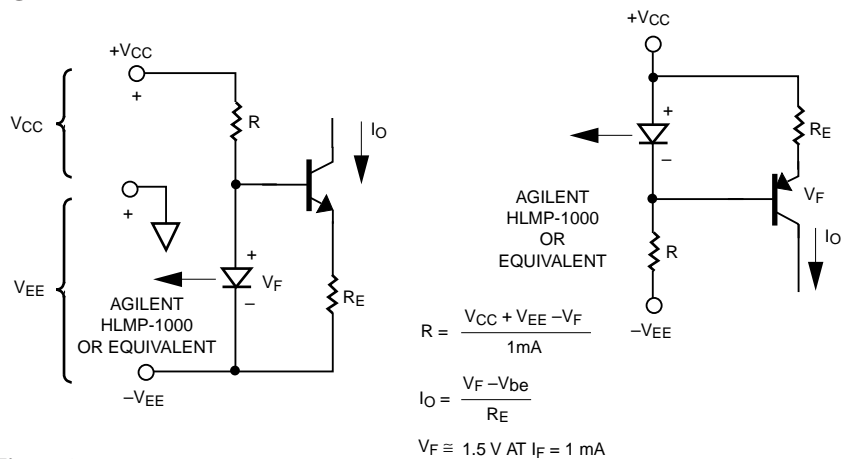 +VCC
+
VCC
R
IO
+
VEE
+
VF
−
AGILENT
HLMP-1000
OR EQUIVALENT
RE
−VEE
+VCC
+
−
RE
AGILENT
HLMP-1000
OR
EQUIVALENT
VF
R
IO
−VEE
R = VCC + VEE –VF
1mA
IO = VF –Vbe
RE
VF ≅ 1.5 V AT IF = 1 mA